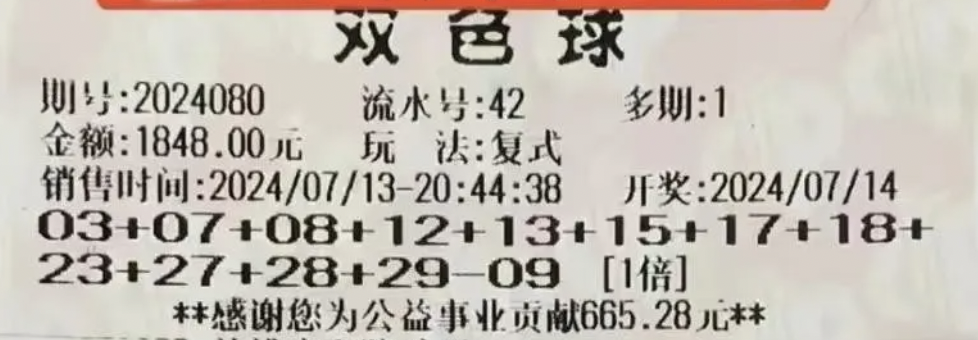 双色球
期号:2024080 流水号:42 多期:1
金额:1848.00元 玩 法:复式
销售时间:2024/07/13-20:44:38 开奖:2024/07/14
03+07+08+12+13+15+17+18+
23+27+28+29-09 [1倍]
**感谢您为公益事业贡献665.28元**